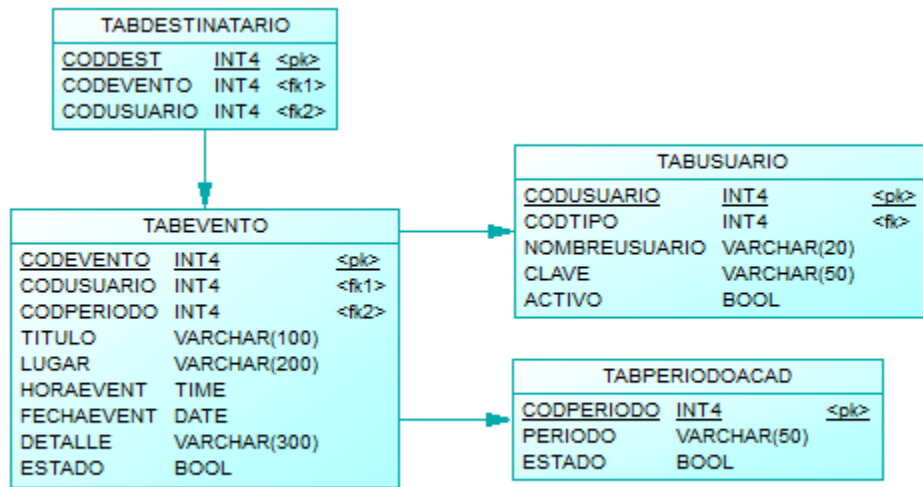 TABDESTINATARIO
CODDEST INT4 <pk>
CODEVENTO INT4 <fk1>
CODUSUARIO INT4 <fk2>
TABEVENTO
CODEVENTO INT4 <pk>
CODUSUARIO INT4 <fk1>
CODPERIODO INT4 <fk2>
TITULO VARCHAR(100)
LUGAR VARCHAR(200)
HORAEVENT TIME
FECHAEVENT DATE
DETALLE VARCHAR(300)
ESTADO BOOL
TABUSUARIO
CODUSUARIO INT4 <pk>
CODTIPO INT4 <fk>
NOMBREUSUARIO VARCHAR(20)
CLAVE VARCHAR(50)
ACTIVO BOOL
TABPERIODOACAD
CODPERIODO INT4 <pk>
PERIODO VARCHAR(50)
ESTADO BOOL